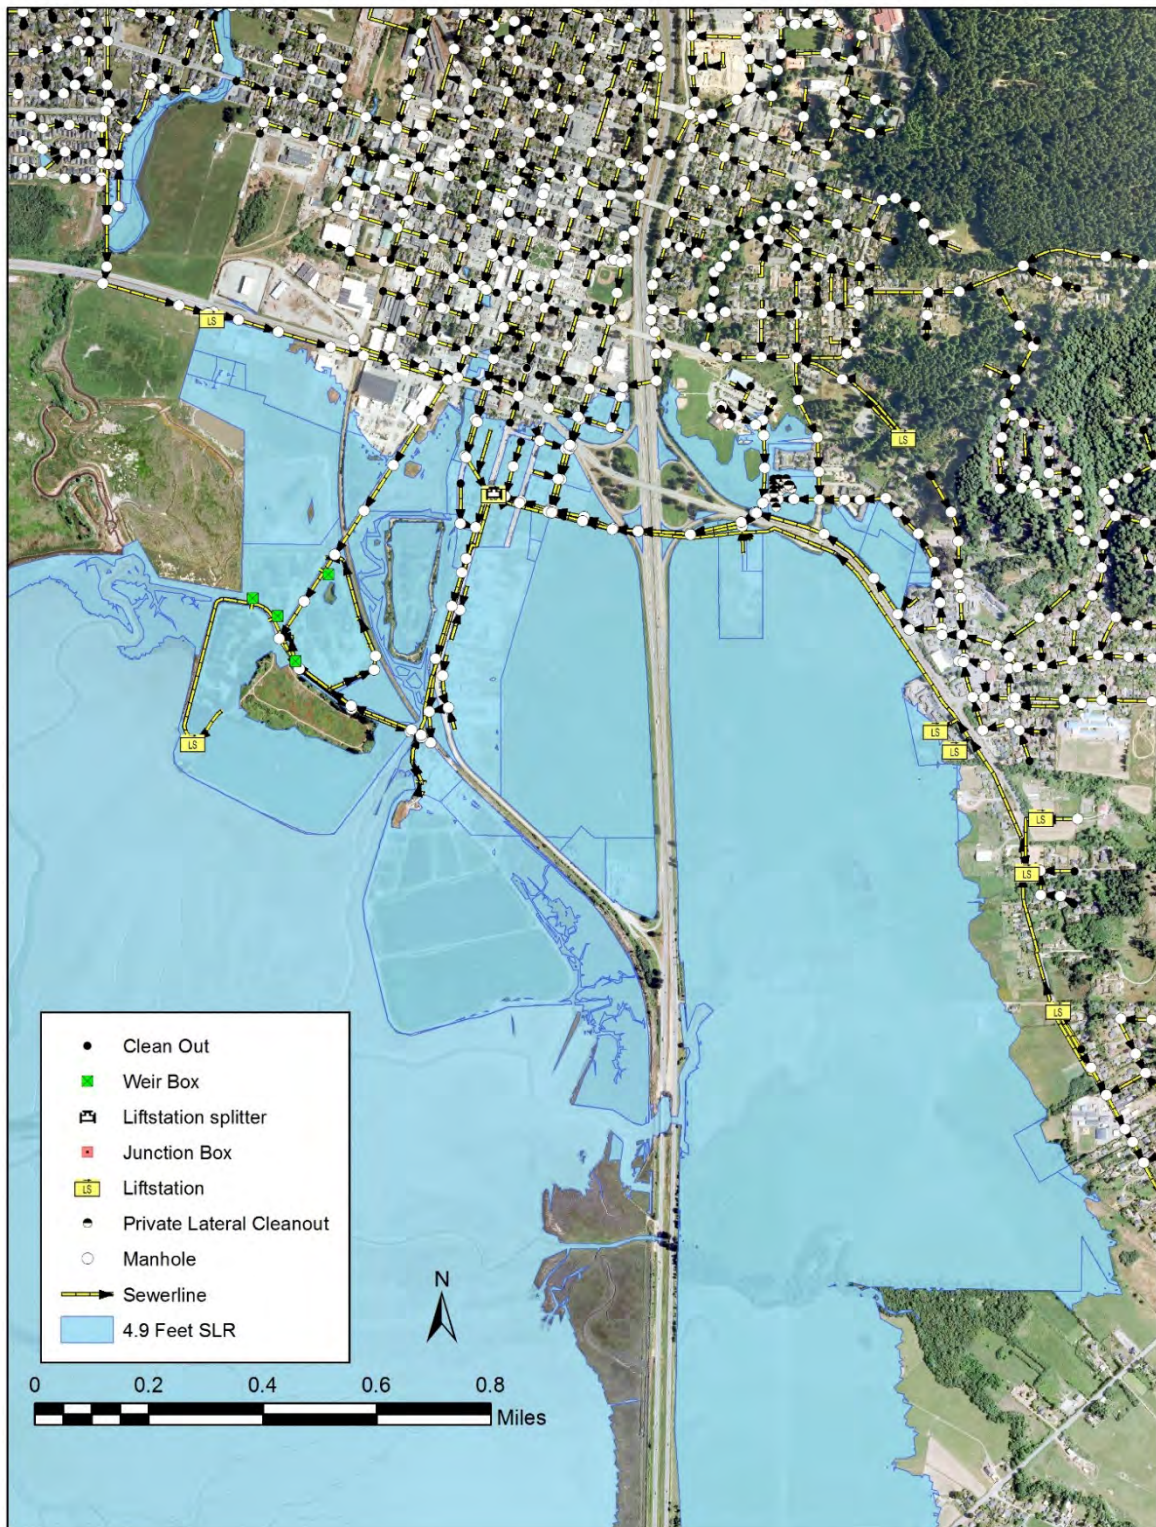 LS
LS
LS
LS
LS
LS
LS
LS
LS
Clean Out
Weir Box
Liftstation splitter
Junction Box
LS
Liftstation
Private Lateral Cleanout
Manhole
Sewerline
4.9 Feet SLR
N
0
0.2
0.4
0.6
0.8
Miles